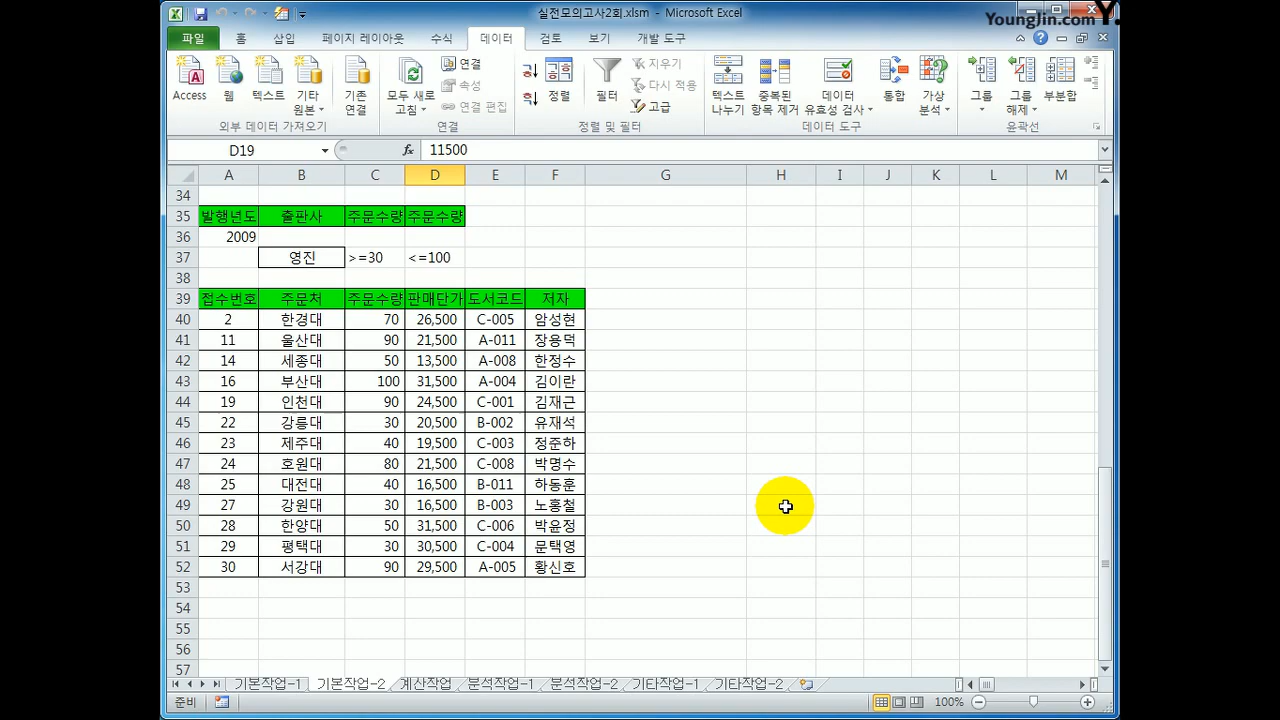 실전모의고사2회.xlsm - Microsoft Excel
YoungJin.com Y.
파일 홈 삽입 페이지 레이아웃 수식 데이터 검토 보기 개발 도구
Access 웹 텍스트 기타 원본 기존 연결 모두 새로 고침 연결 속성 연결 편집 정렬 필터 지우기 다시 적용 고급 텍스트 나누기 중복된 항목 제거 데이터 유효성 검사 통합 가상 분석 그룹 그룹 해제 부분합
외부 데이터 가져오기 연결 정렬 및 필터 데이터 도구 윤곽선
D19 fx 11500
A B C D E F G H I J K L M
34
35 발행년도 출판사 주문수량 주문수량
36 2009
37 영진 >=30 <=100
38
39 접수번호 주문처 주문수량 판매단가 도서코드 저자
40 2 한경대 70 26,500 C-005 암성현
41 11 울산대 90 21,500 A-011 장용덕
42 14 세종대 50 13,500 A-008 한정수
43 16 부산대 100 31,500 A-004 김이란
44 19 인천대 90 24,500 C-001 김재근
45 22 강릉대 30 20,500 B-002 유재석
46 23 제주대 40 19,500 C-003 정준하
47 24 호원대 80 21,500 C-008 박명수
48 25 대전대 40 16,500 B-011 하동훈
49 27 강원대 30 16,500 B-003 노홍철
50 28 한양대 50 31,500 C-006 박윤정
51 29 평택대 30 30,500 C-004 문택영
52 30 서강대 90 29,500 A-005 황신호
53
54
55
56
57
기본작업-1 기본작업-2 계산작업 분석작업-1 분석작업-2 기타작업-1 기타작업-2
준비 100%